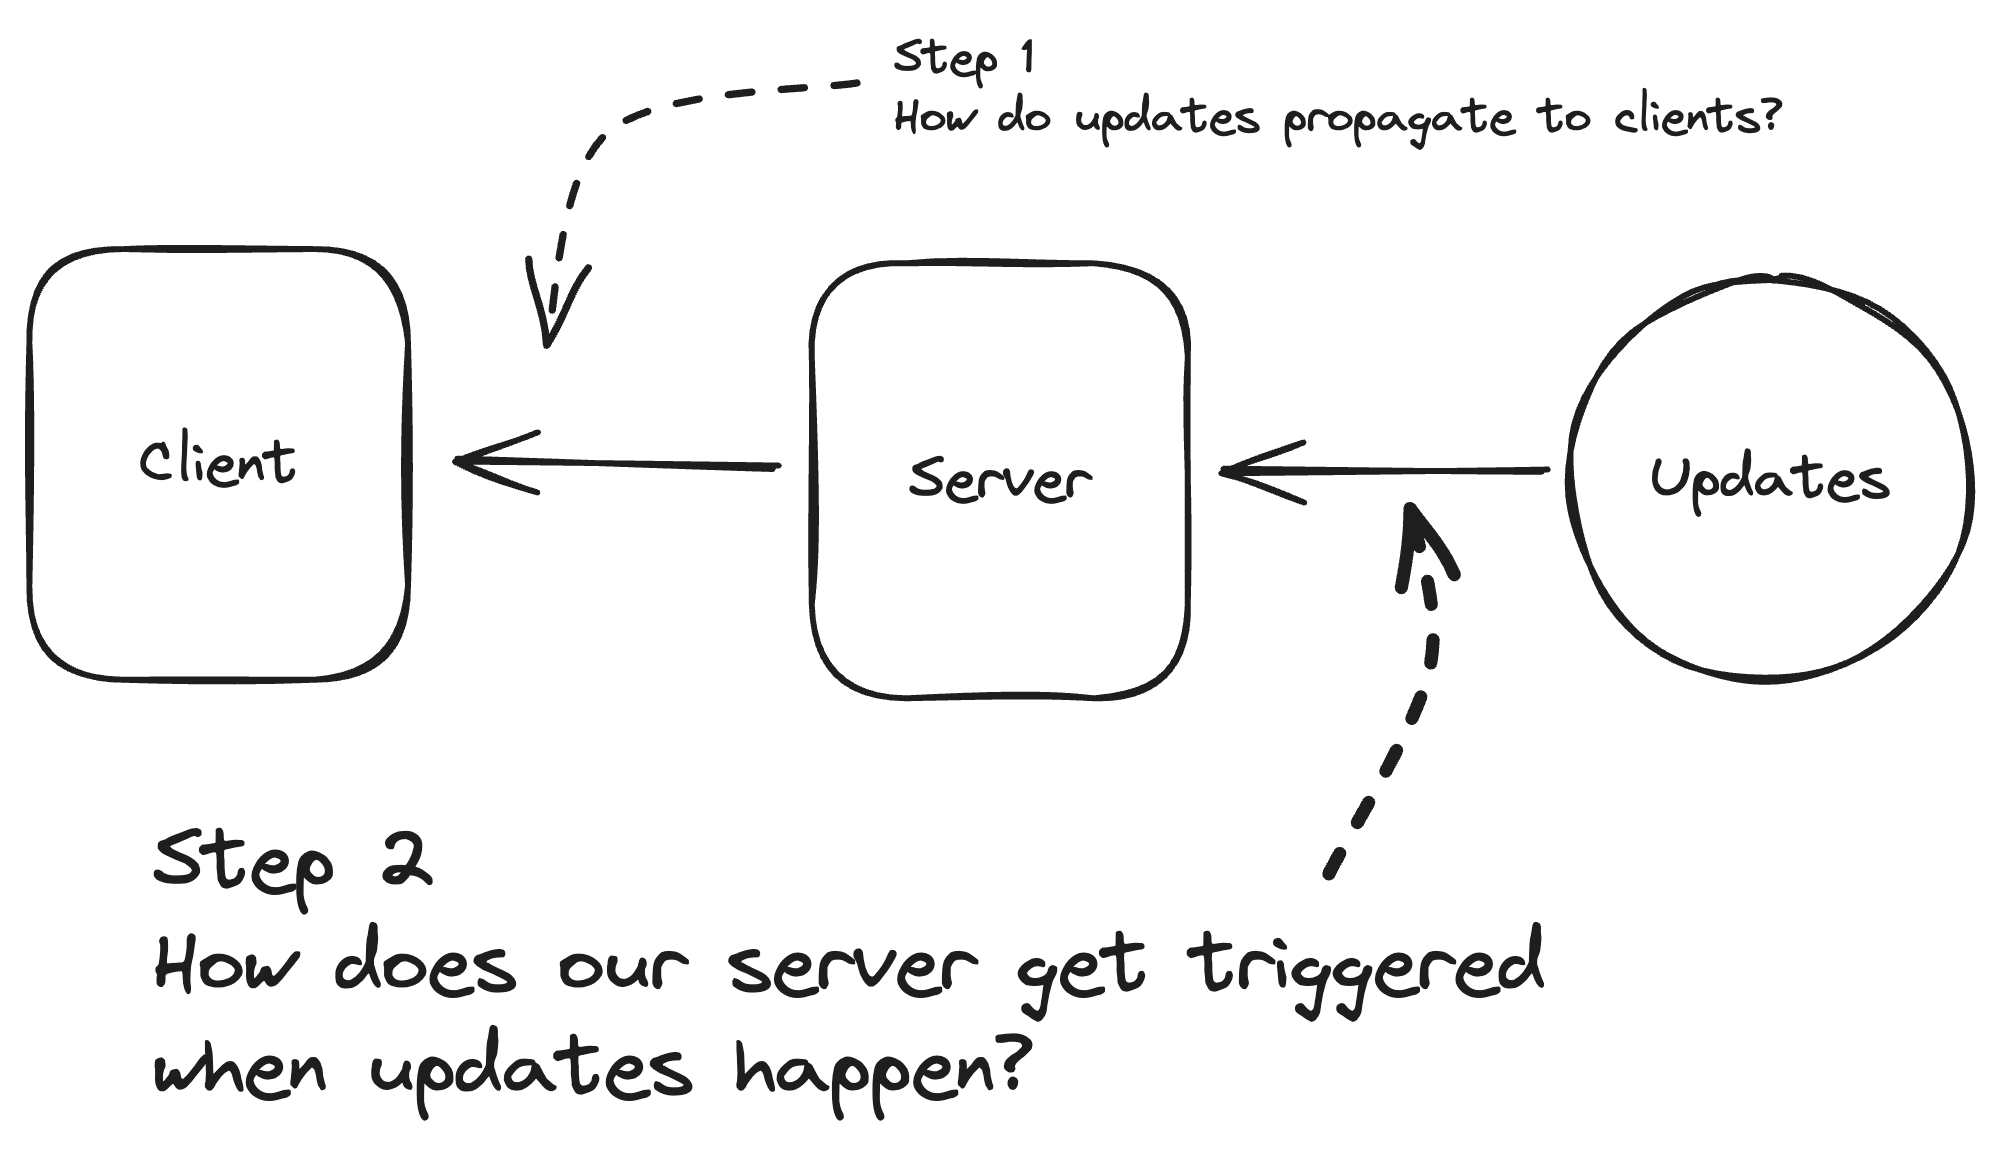 Step 1
How do updates propagate to clients?
Client
Server
Updates
Step 2
How does our server get triggered
when updates happen?